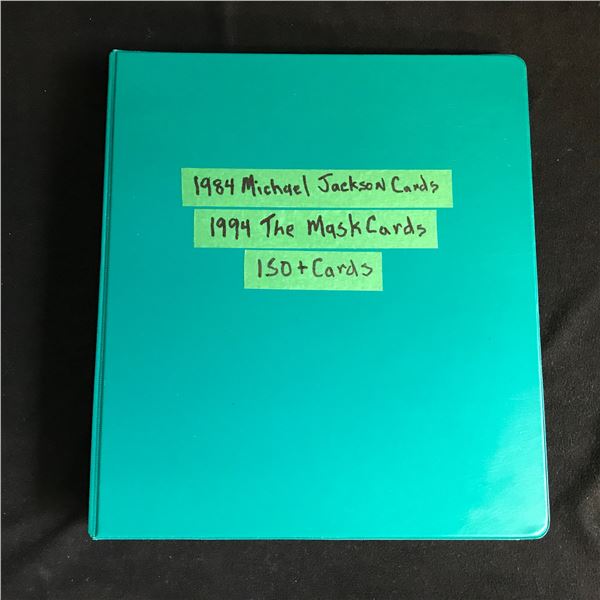 1984 Michael Jackson Cards
1994 The Mask Cards
150+ Cards